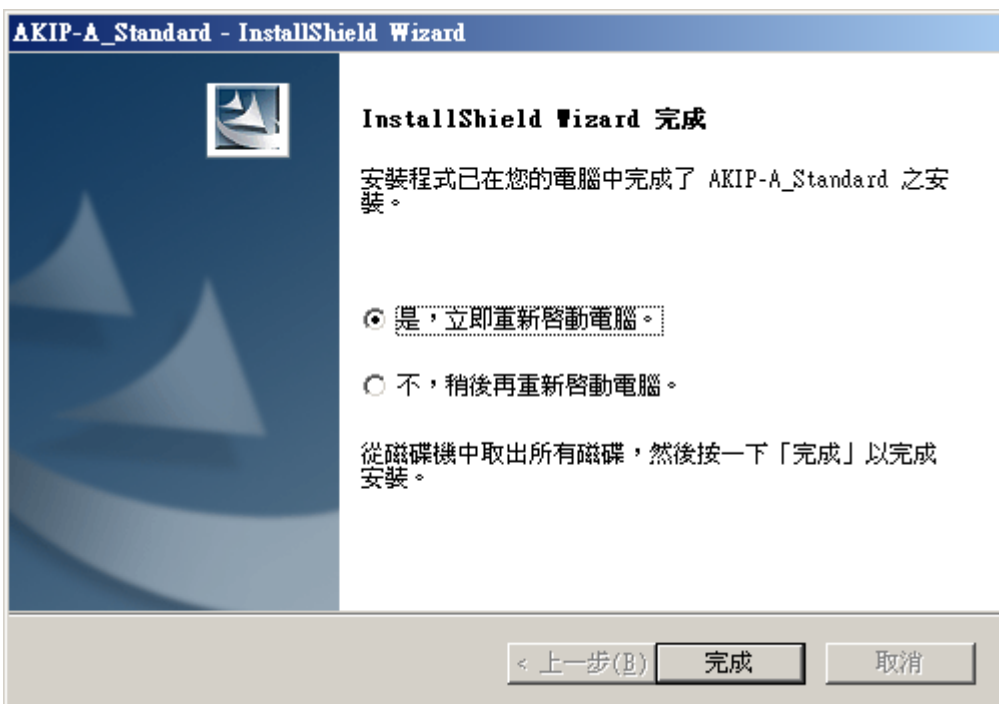 AKIP-A_Standard - InstallShield Wizard
InstallShield Wizard 完成
安裝程式已在您的電腦中完成了 AKIP-A_Standard 之安
裝。
是，立即重新啓動電腦。
不，稍後再重新啓動電腦。
從磁碟機中取出所有磁碟，然後按一下「完成」以完成
安裝。
< 上一步(B)
完成
取消